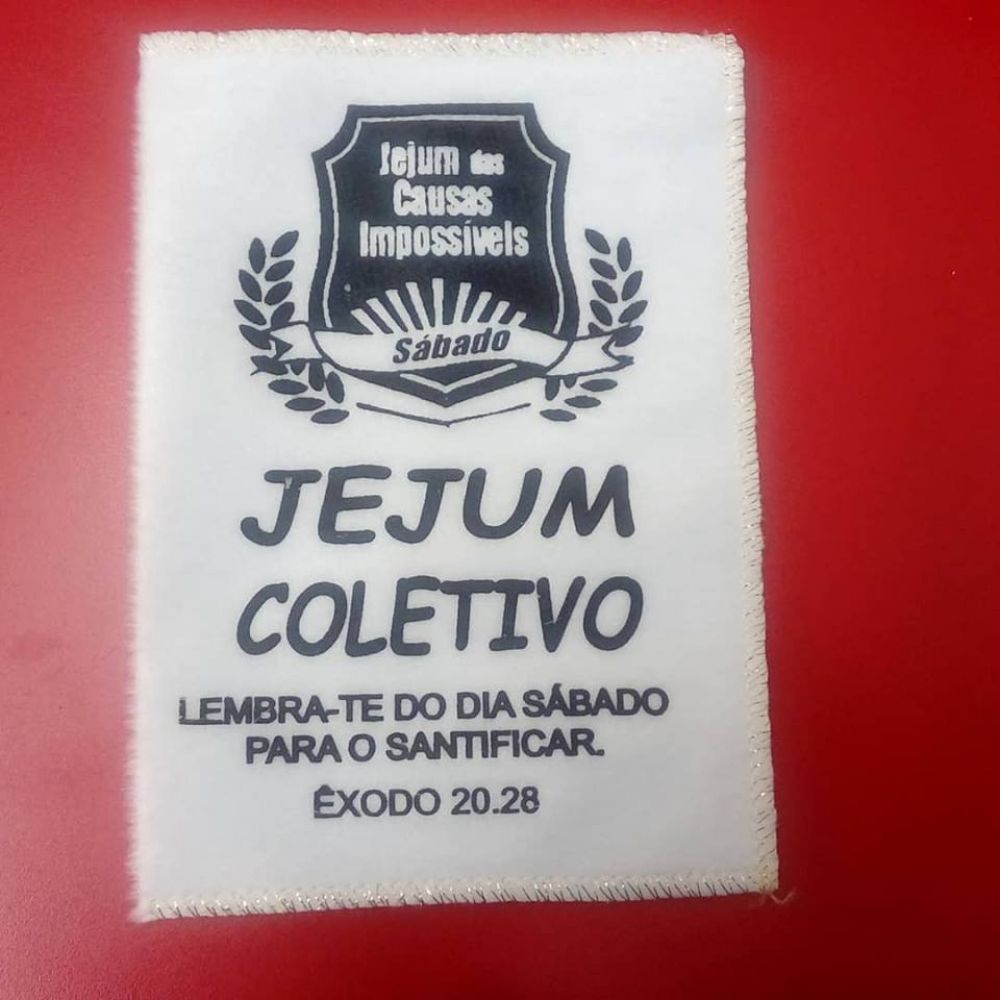 Jejum das
Causas
Impossíveis
Sábado
JEJUM
COLETIVO
LEMBRA-TE DO DIA SÁBADO
PARA O SANTIFICAR.
ÊXODO 20.28